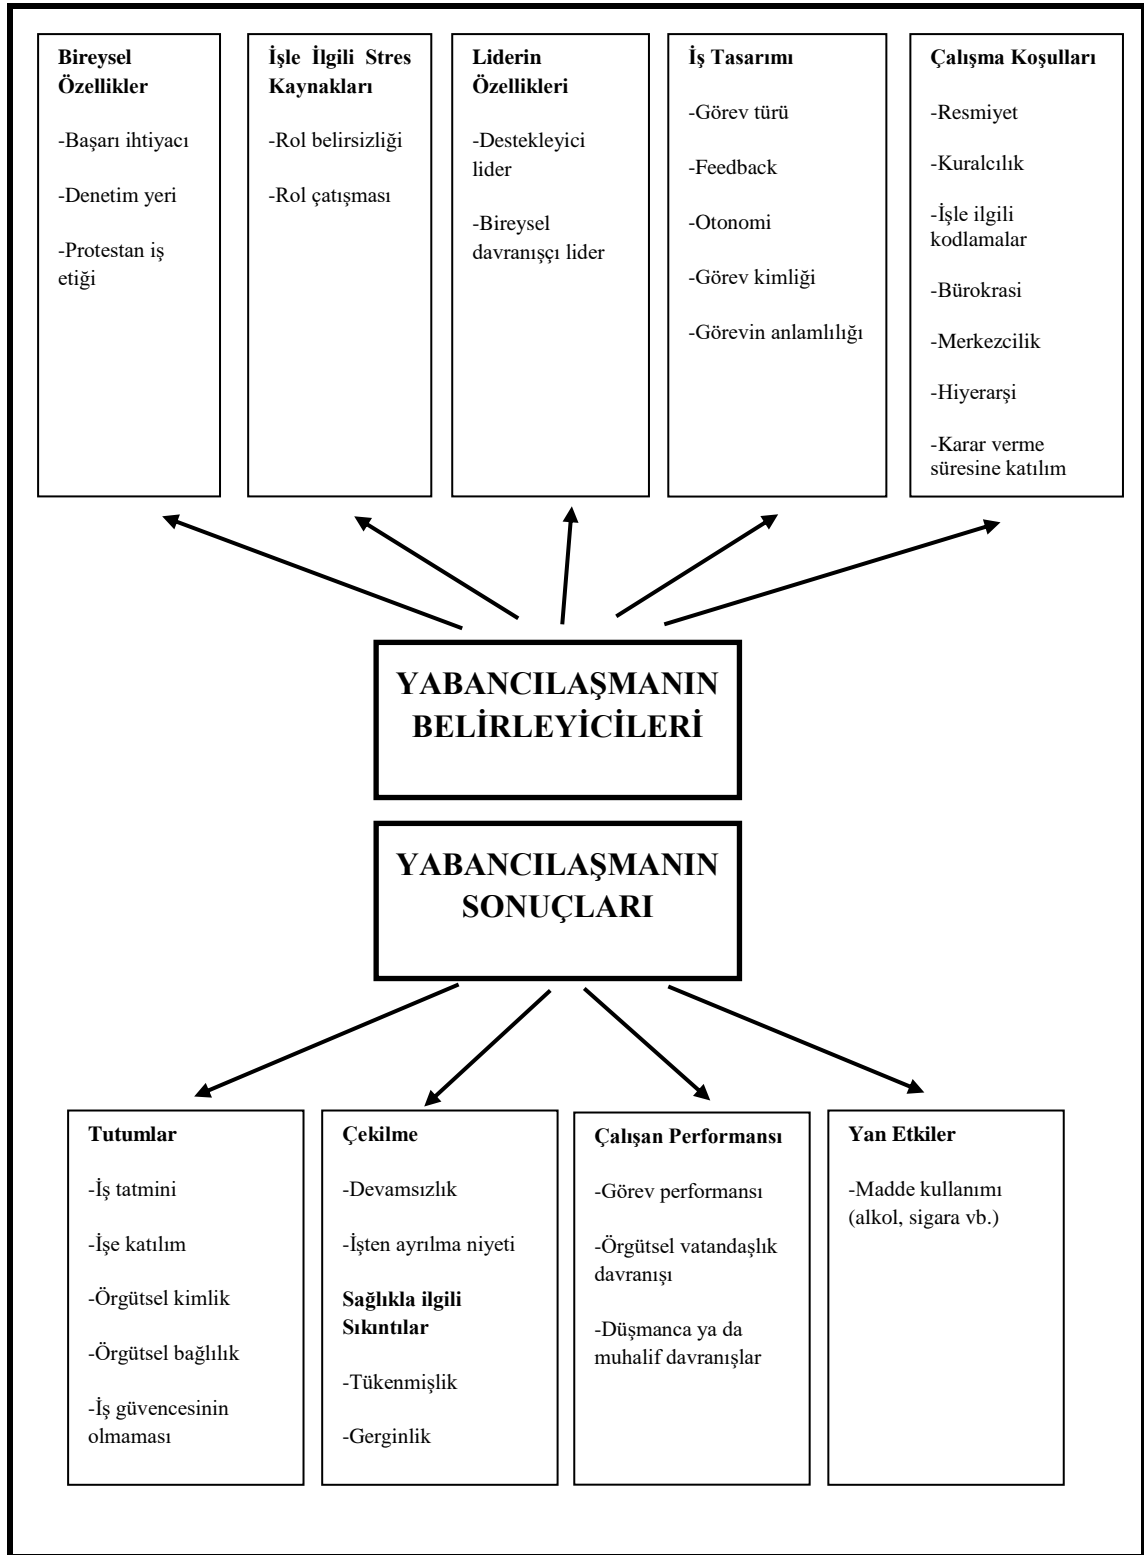 Bireysel
Özellikler
-Başarı ihtiyacı
-Denetim yeri
-Protestan iş
etiği
İşle İlgili Stres
Kaynakları
-Rol belirsizliği
-Rol çatışması
Liderin
Özellikleri
-Destekleyici
lider
-Bireysel
davranışçı lider
İş Tasarımı
-Görev türü
-Feedback
-Otonomi
-Görev kimliği
-Görevin anlamlılığı
Çalışma Koşulları
-Resmiyet
-Kuralcılık
-İşle ilgili
kodlamalar
-Bürokrasi
-Merkezcilik
-Hiyerarşi
-Karar verme
süresine katılım
YABANCILAŞMANIN
BELİRLEYİCİLERİ
YABANCILAŞMANIN
SONUÇLARI
Tutumlar
-İş tatmini
-İşe katılım
-Örgütsel kimlik
-Örgütsel bağlılık
-İş güvencesinin
olmaması
Çekilme
-Devamsızlık
-İşten ayrılma niyeti
Sağlıkla ilgili
Sıkıntılar
-Tükenmişlik
-Gerginlik
Çalışan Performansı
-Görev performansı
-Örgütsel vatandaşlık
davranışı
-Düşmanca ya da
muhalif davranışlar
Yan Etkiler
-Madde kullanımı
(alkol, sigara vb.)